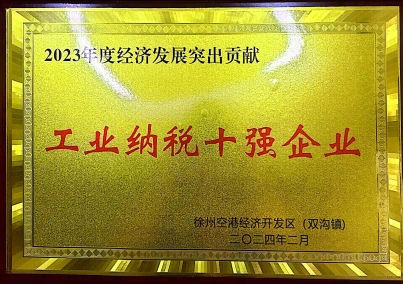 2023年度经济发展突出贡献
工业纳税十强企业
徐州空港经济开发区（双沟镇）
二〇二四年二月